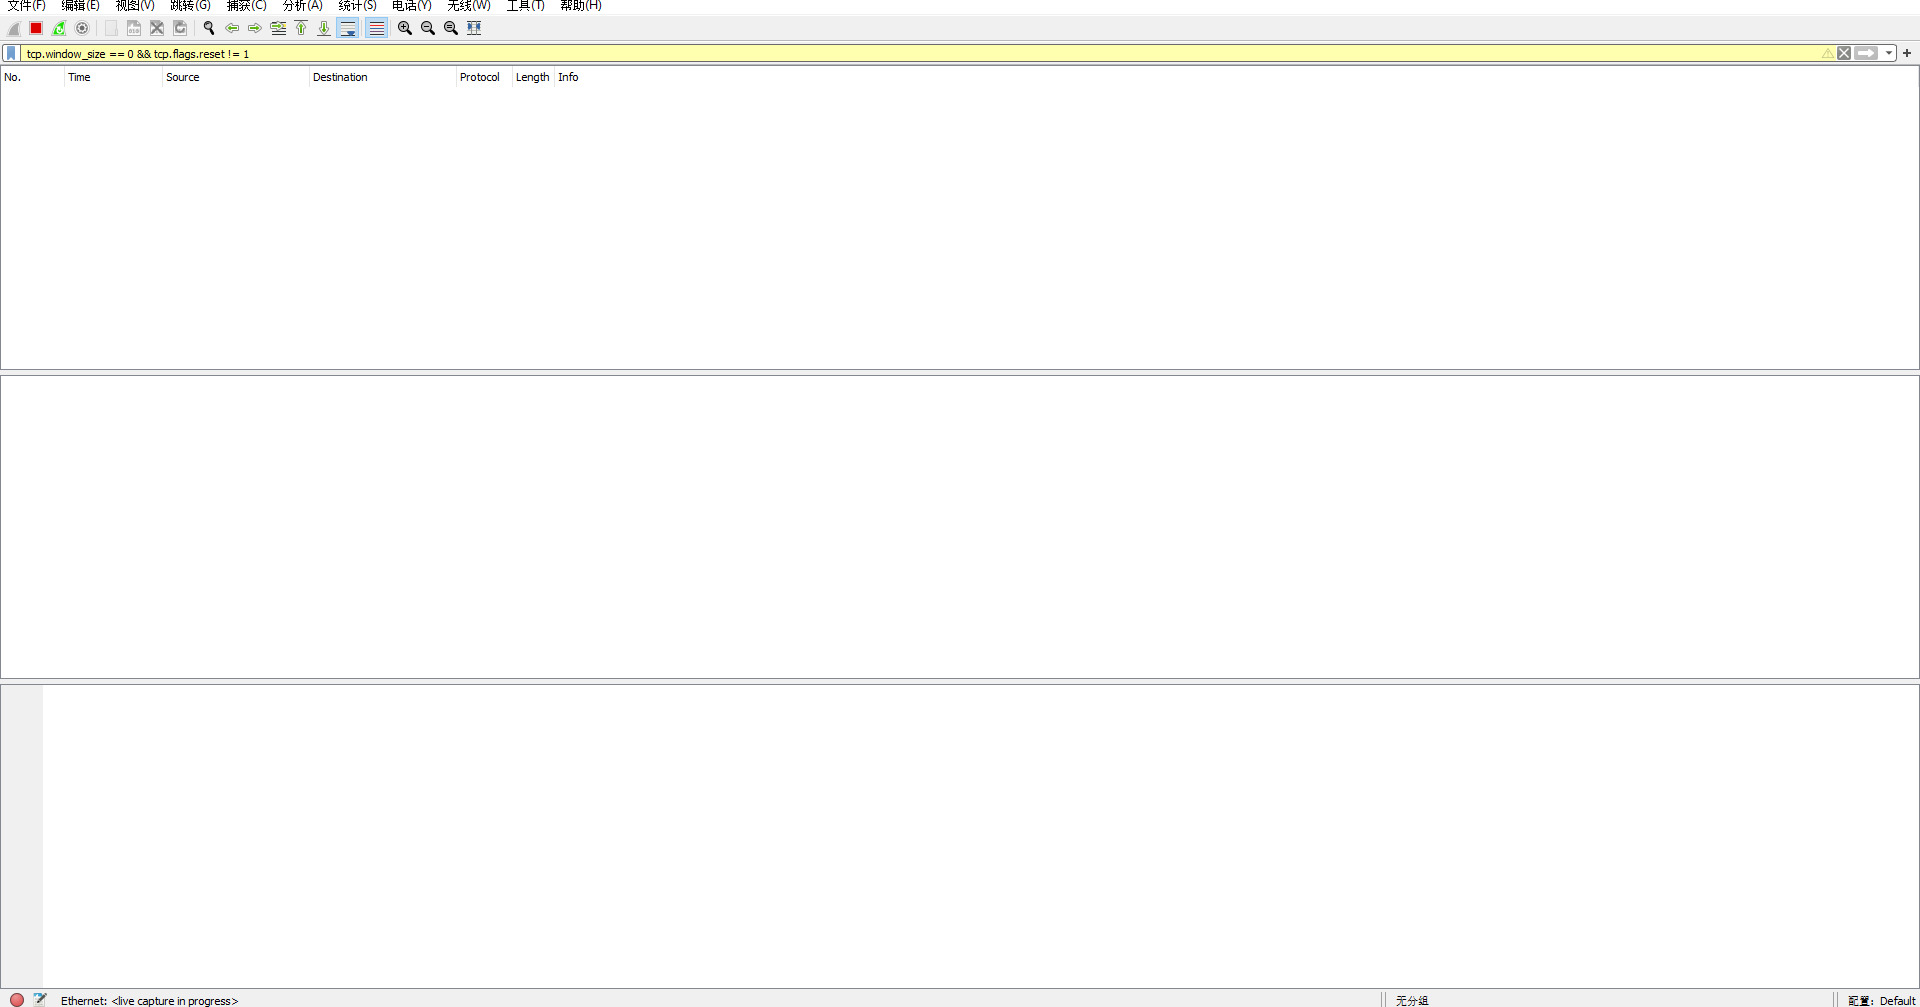 文件(F) 编辑(E) 视图(V) 跳转(G) 捕获(C) 分析(A) 统计(S) 电话(Y) 无线(W) 工具(T) 帮助(H)
tcp.window_size == 0 && tcp.flags.reset != 1
No. Time Source Destination Protocol Length Info
Ethernet: <live capture in progress> 无分组 配置: Default